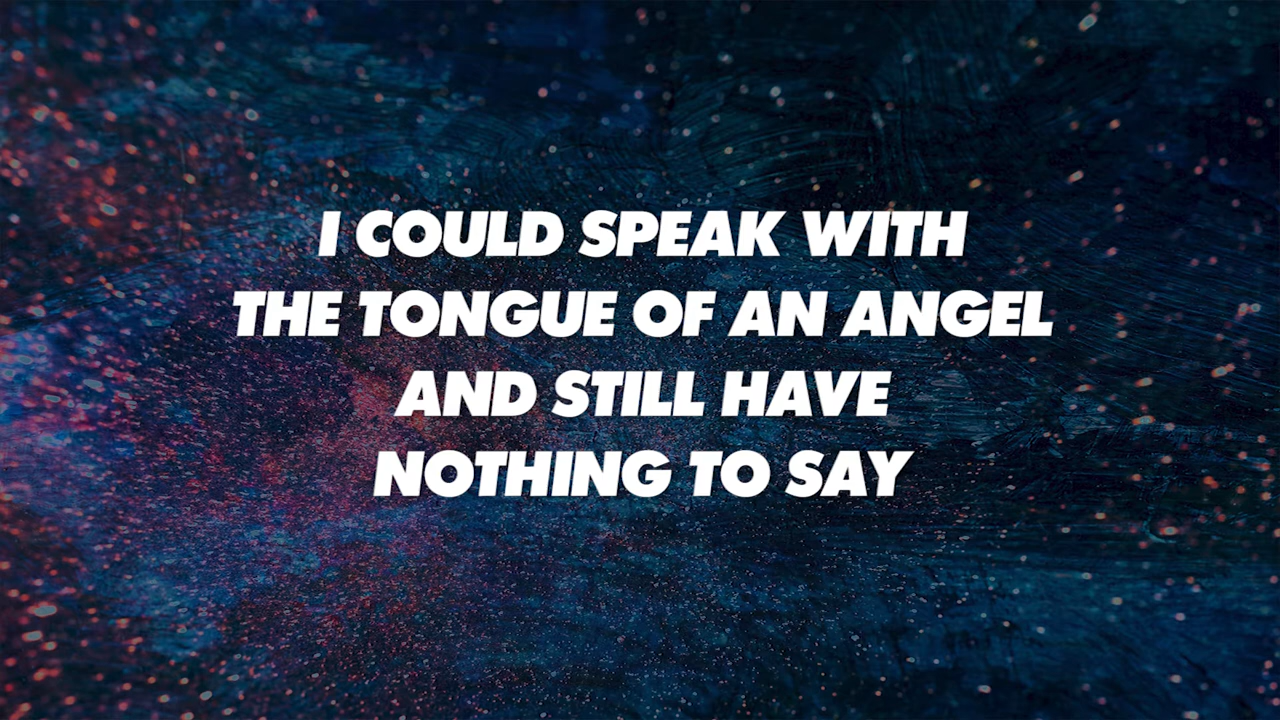 I COULD SPEAK WITH
THE TONGUE OF AN ANGEL
AND STILL HAVE
NOTHING TO SAY